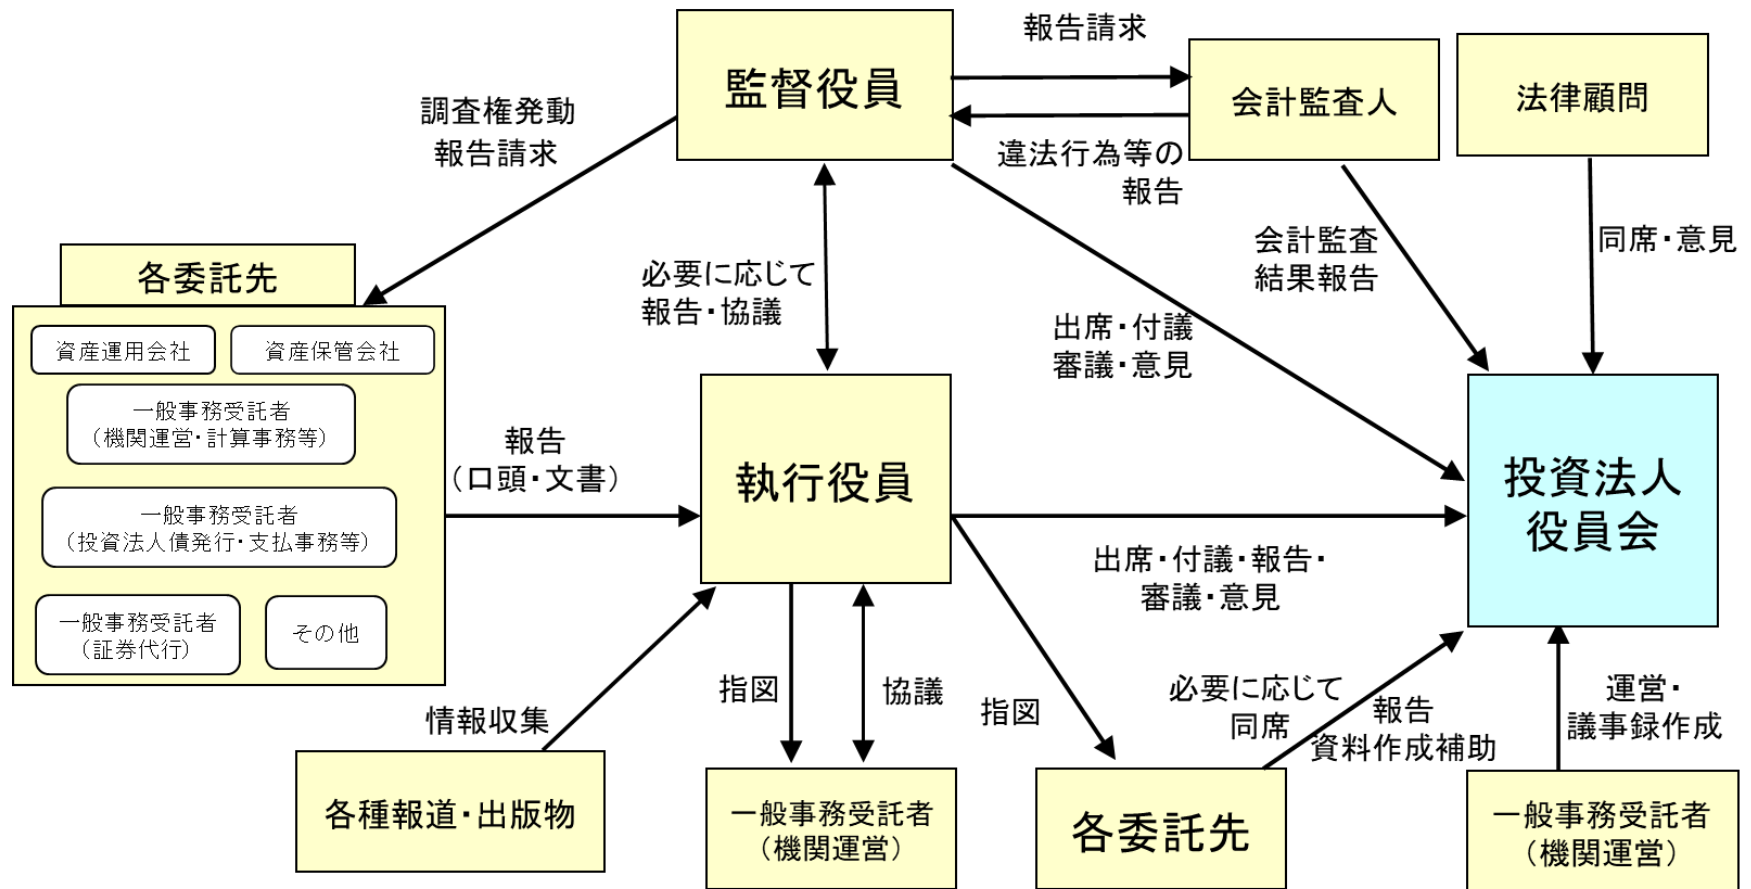 監督役員
報告請求
会計監査人
法律顧問
調査権発動
報告請求
違法行為等の
報告
必要に応じて
報告・協議
会計監査
結果報告
同席・意見
出席・付議
審議・意見
各委託先
資産運用会社
資産保管会社
一般事務受託者
（機関運営・計算事務等）
一般事務受託者
（投資法人債発行・支払事務等）
一般事務受託者
（証券代行）
その他
報告
（口頭・文書）
執行役員
投資法人
役員会
出席・付議・報告・
審議・意見
情報収集
指図
協議
指図
必要に応じて
同席
報告
資料作成補助
運営・
議事録作成
各種報道・出版物
一般事務受託者
（機関運営）
各委託先
一般事務受託者
（機関運営）